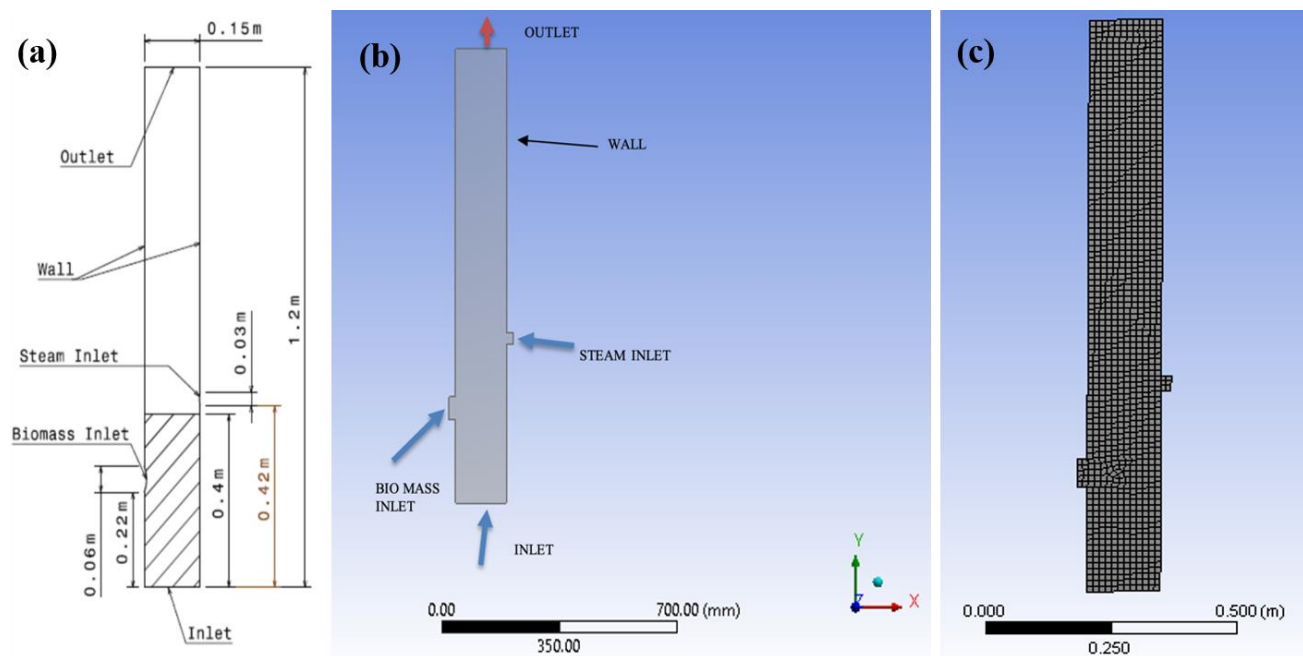 (a)
0.15m
Outlet
Wall
0.03m
1.2m
Steam Inlet
Biomass Inlet
0.4m
0.42m
0.22m
0.06m
Inlet
(b)
OUTLET
WALL
STEAM INLET
BIO MASS
INLET
INLET
Y
Z
X
0.00
700.00 (mm)
350.00
(c)
0.000
0.500 (m)
0.250